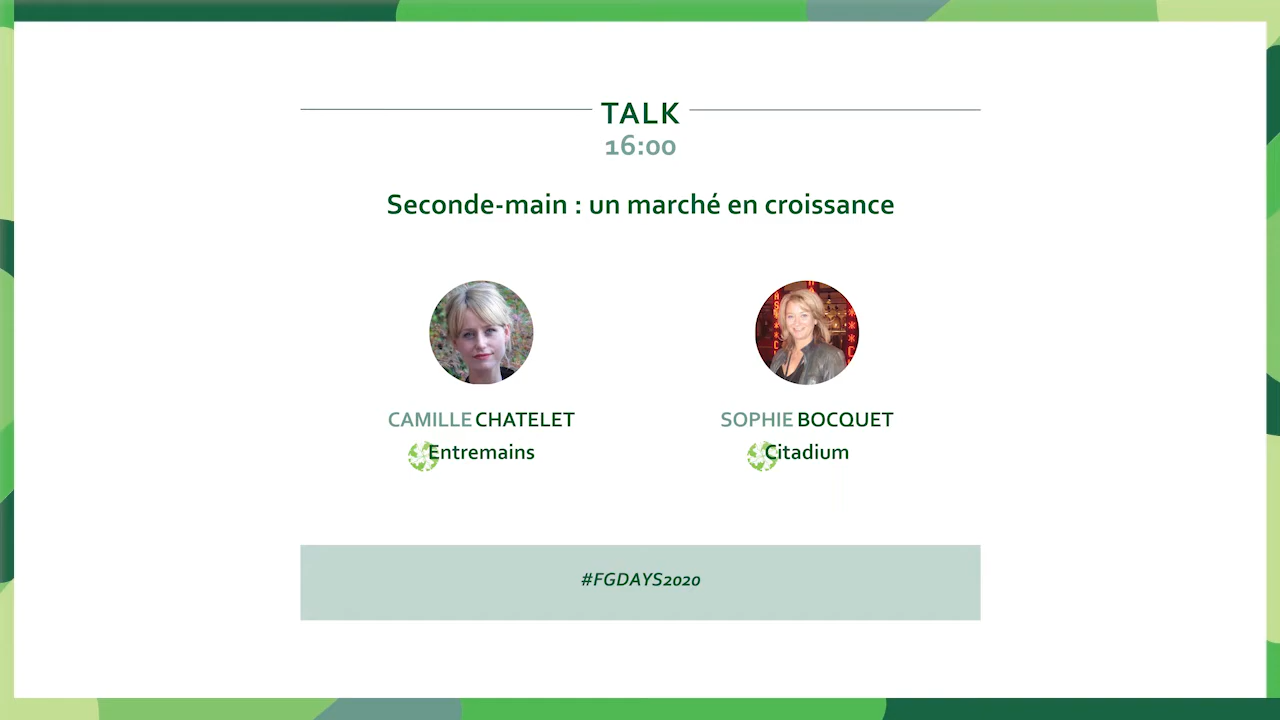 TALK
16:00
Seconde-main : un marché en croissance
CAMILLE CHATELET
Entremains
SOPHIE BOCQUET
Citadium
#FGDAYS2020